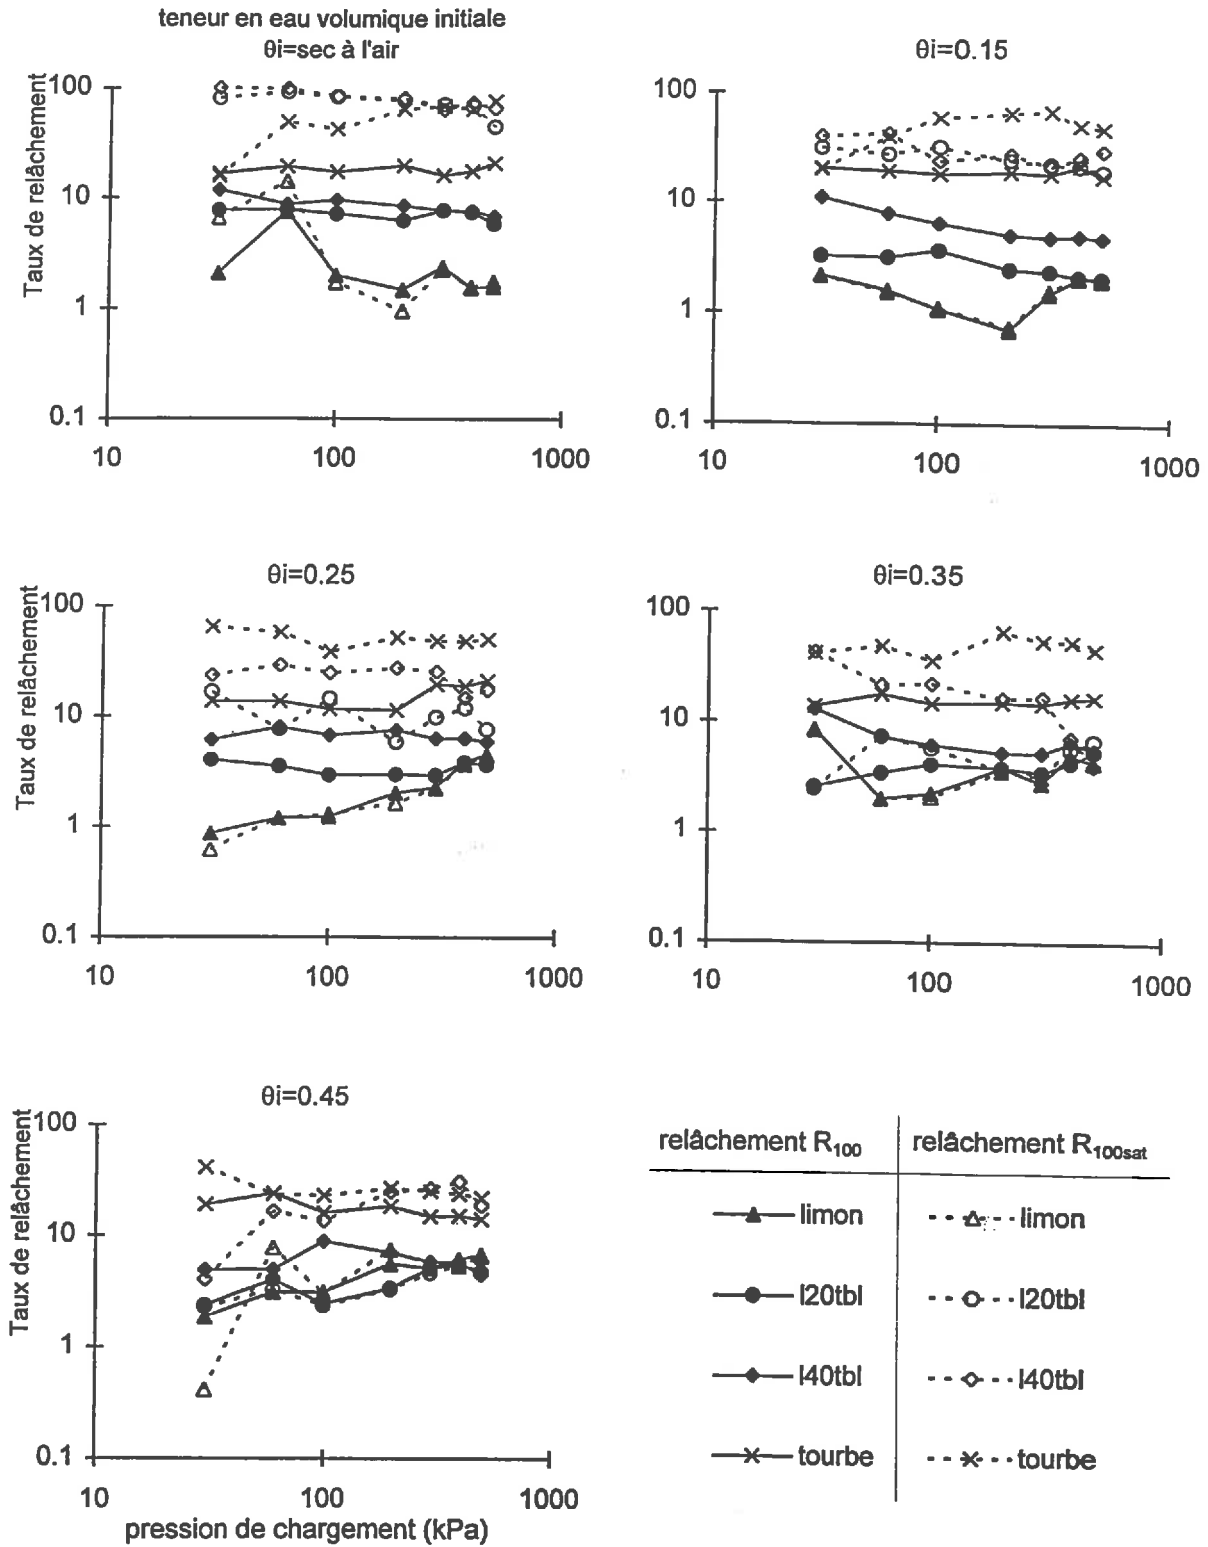 teneur en eau volumique initiale
θi=sec à l'air
Taux de relâchement
100
10
1
0.1
10
100
1000
θi=0.15
100
10
1
0.1
10
100
1000
θi=0.25
Taux de relâchement
100
10
1
0.1
10
100
1000
θi=0.35
100
10
1
0.1
10
100
1000
θi=0.45
Taux de relâchement
100
10
1
0.1
10
100
1000
pression de chargement (kPa)
relâchement R100
relâchement R100sat
limon
limon
l20tbl
l20tbl
l40tbl
l40tbl
tourbe
tourbe